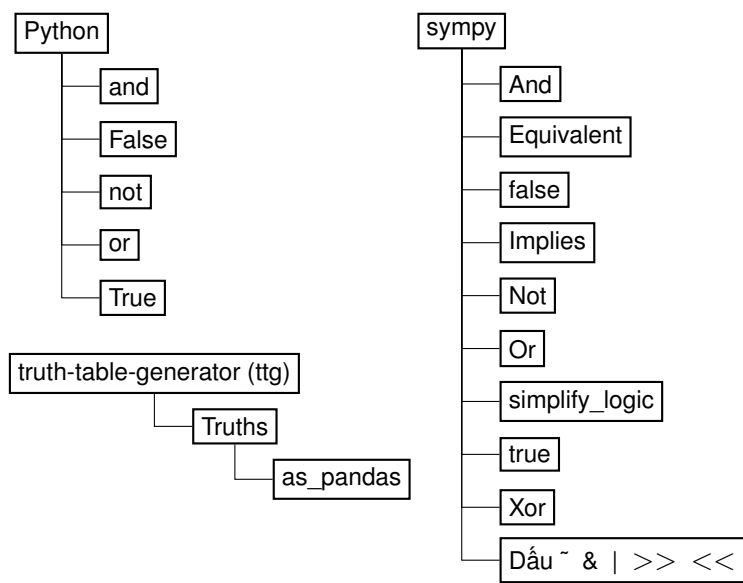 Python
and
False
not
or
True
truth-table-generator (ttg)
Truths
as_pandas
sympy
And
Equivalent
false
Implies
Not
Or
simplify_logic
true
Xor
Dấu ˜ & | >> <<